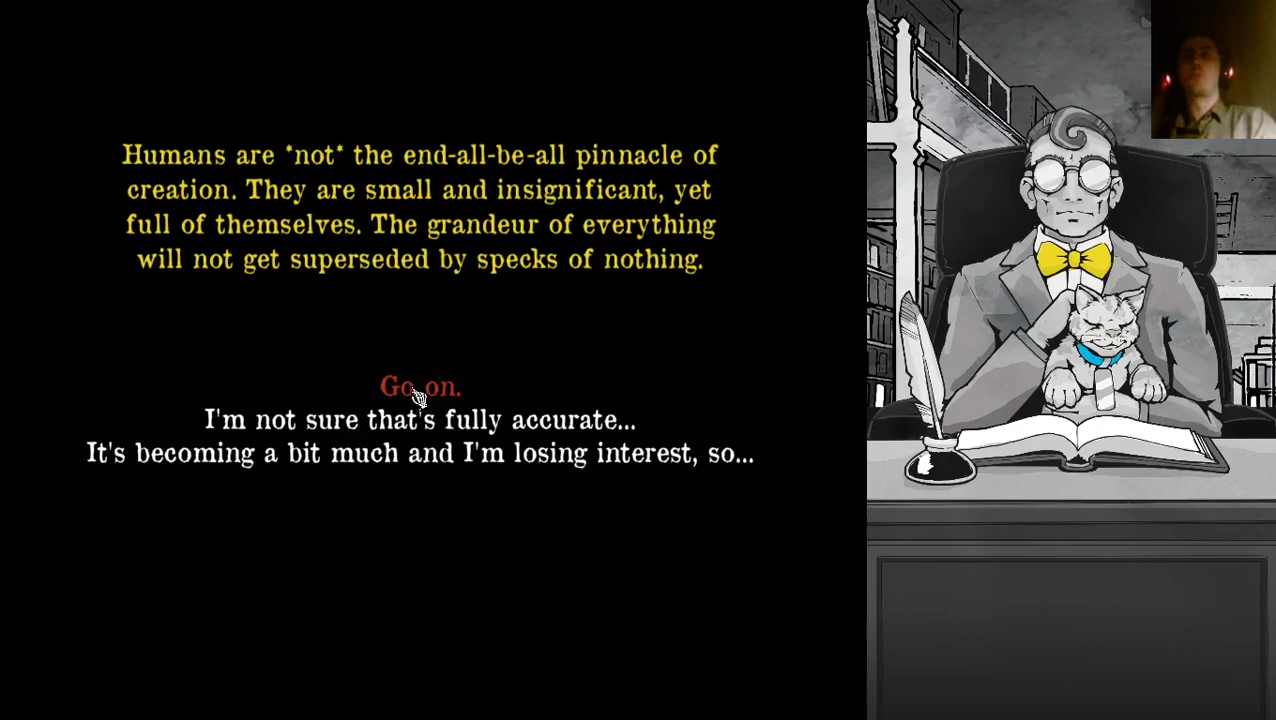 Humans are *not* the end-all-be-all pinnacle of
creation. They are small and insignificant, yet
full of themselves. The grandeur of everything
will not get superseded by specks of nothing.
Go on.
I'm not sure that's fully accurate...
It's becoming a bit much and I'm losing interest, so...